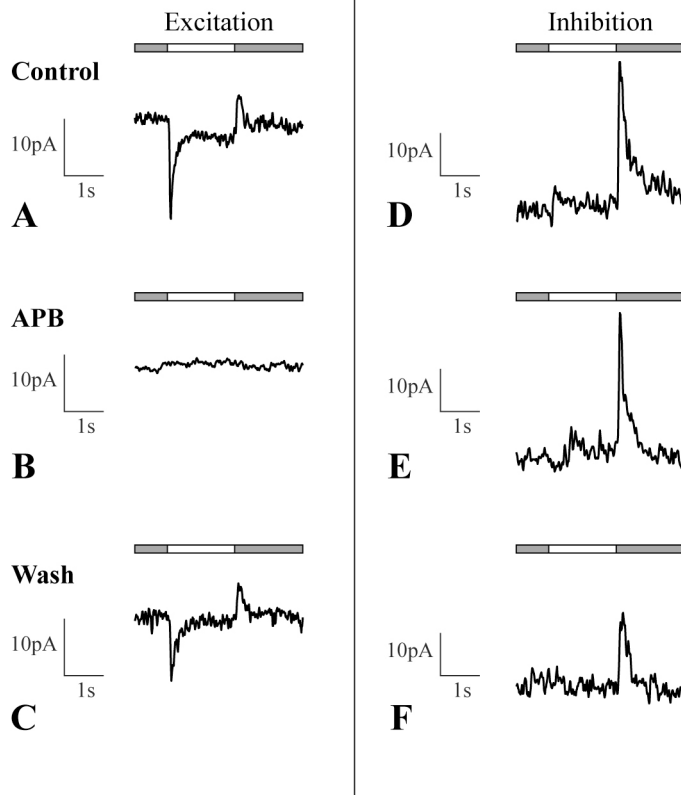 Excitation
Inhibition
Control
10pA
1s
A
10pA
1s
D
APB
10pA
1s
B
10pA
1s
E
Wash
10pA
1s
C
10pA
1s
F